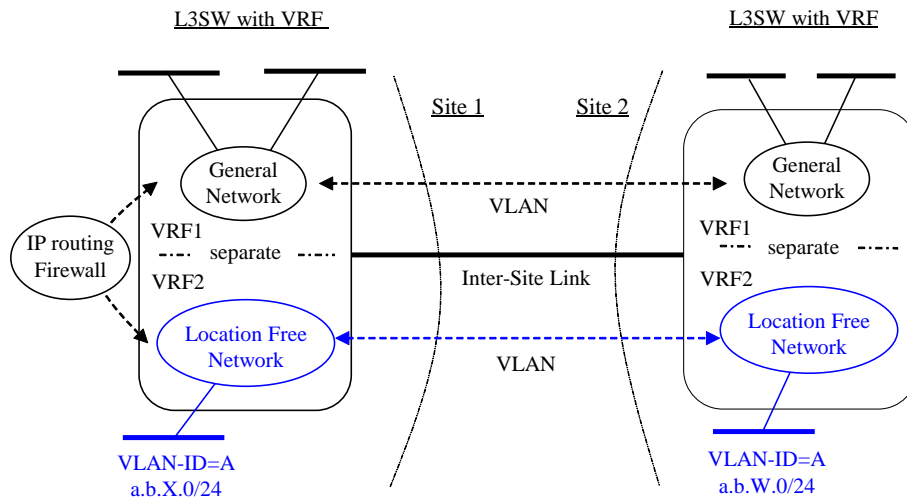 L3SW with VRF
L3SW with VRF
Site 1
Site 2
General
Network
General
Network
VLAN
IP routing
Firewall
VRF1
separate
VRF2
VRF1
separate
VRF2
Inter-Site Link
Location Free
Network
Location Free
Network
VLAN
VLAN-ID=A
a.b.X.0/24
VLAN-ID=A
a.b.W.0/24